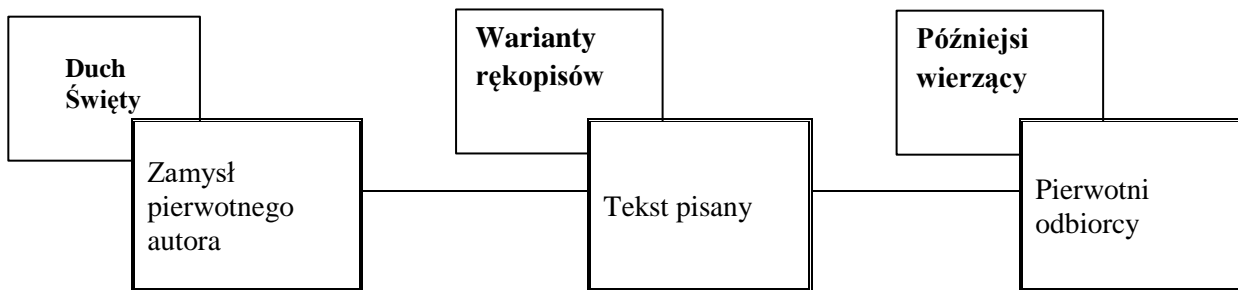 Duch
Święty
Zamysł
pierwotnego
autora
Warianty
rękopisów
Tekst pisany
Późniejsi
wierzący
Pierwotni
odbiorcy